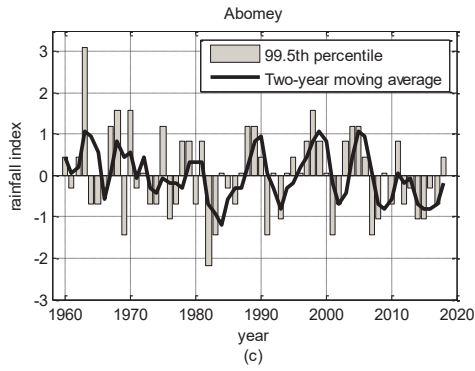 Abomey
99.5th percentile
Two-year moving average
rainfall index
3
2
1
0
-1
-2
-3
1960 1970 1980 1990 2000 2010 2020
year
(c)